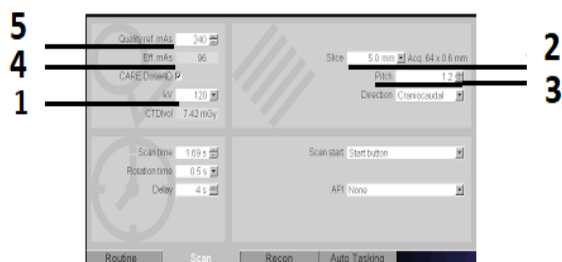 5
Quality ref. mAs 240
4
Eff. mAs 96
CARE Dose4D
1
kV 120
CTDIvol 7.42 mGy
Slice 5.0 mm Acq. 64 x 0.6 mm
2
Pitch 1.2
3
Direction Craniocaudal
Scan time 1.69 s
Rotation time 0.5 s
Delay 4 s
Scan start Start button
API None
Routine Scan Recon Auto Tasking